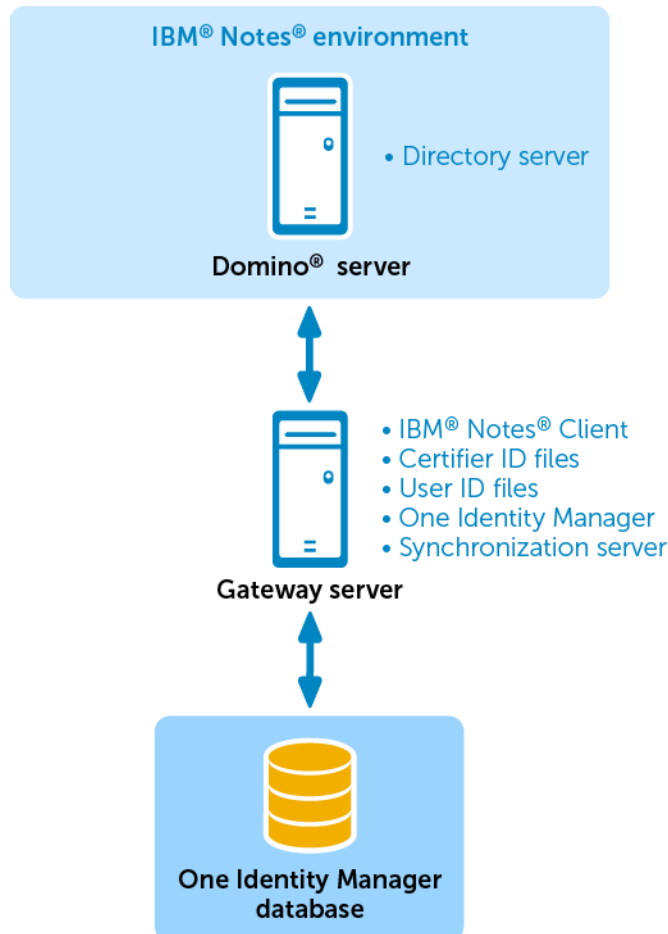 IBM® Notes® environment
• Directory server
Domino® server
• IBM® Notes® Client
• Certifier ID files
• User ID files
• One Identity Manager
• Synchronization server
Gateway server
One Identity Manager
database